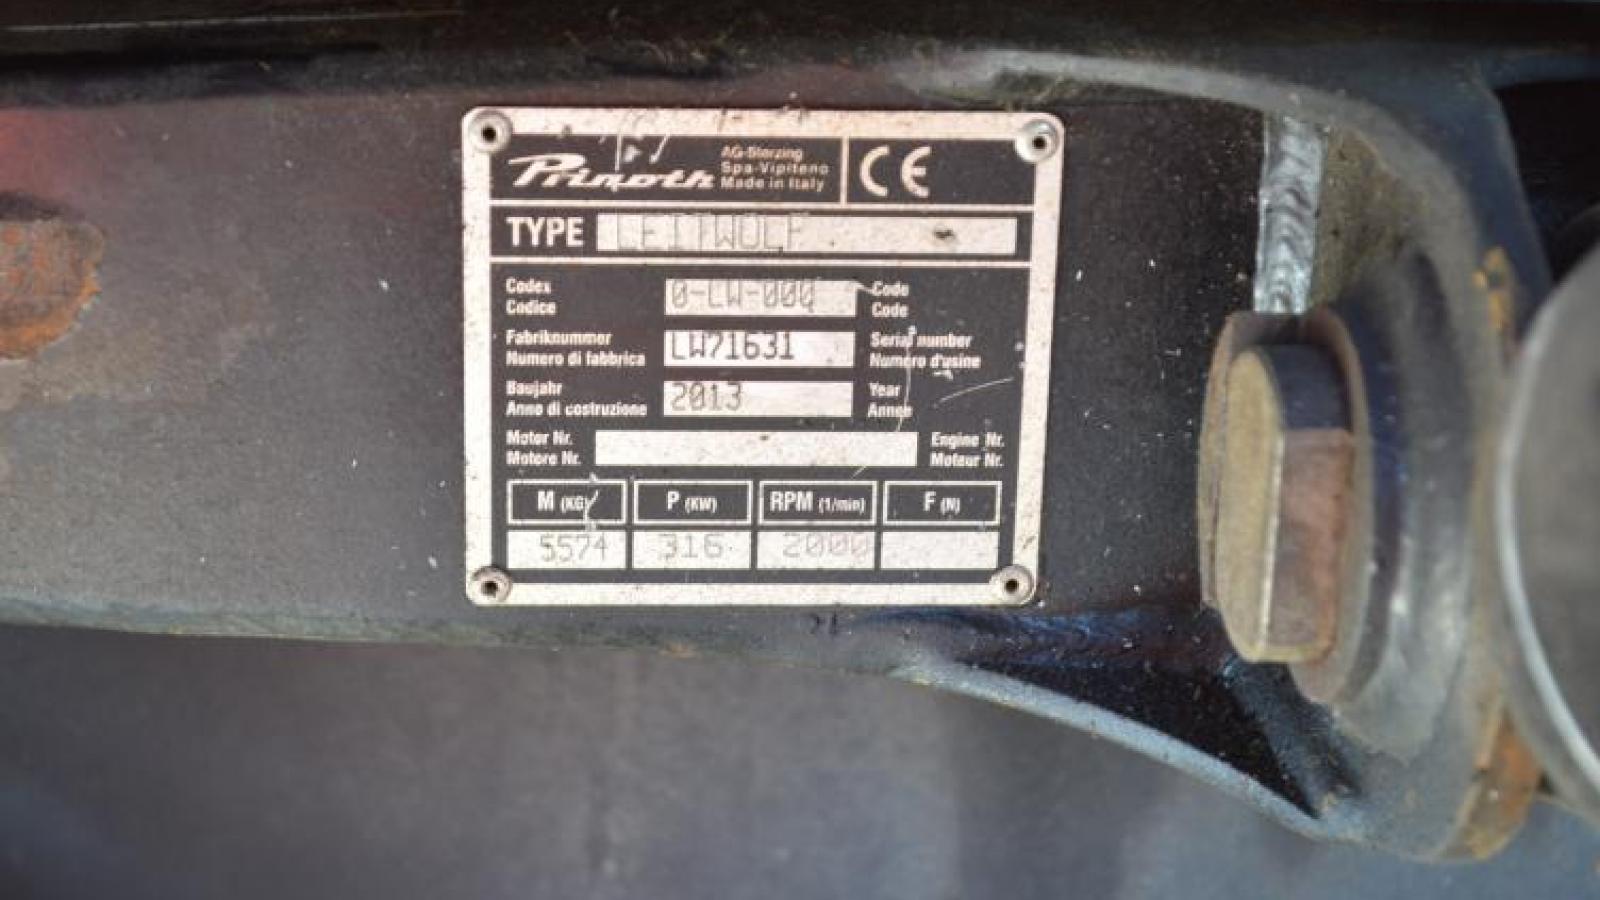 Prinoth AG-Sterzing
Spa-Vipiteno
Made in Italy
CE
TYPE LEITWOLF
Codex
Codice
0-LW-000
Code
Code
Fabriknummer
Numero di fabbrica
LW71631
Serial number
Numero d'usine
Baujahr
Anno di costruzione
2013
Year
Annee
Motor Nr.
Motore Nr.
Engine Nr.
Moteur Nr.
M (KG) P (KW) RPM (1/min) F (N)
5574 316 2000